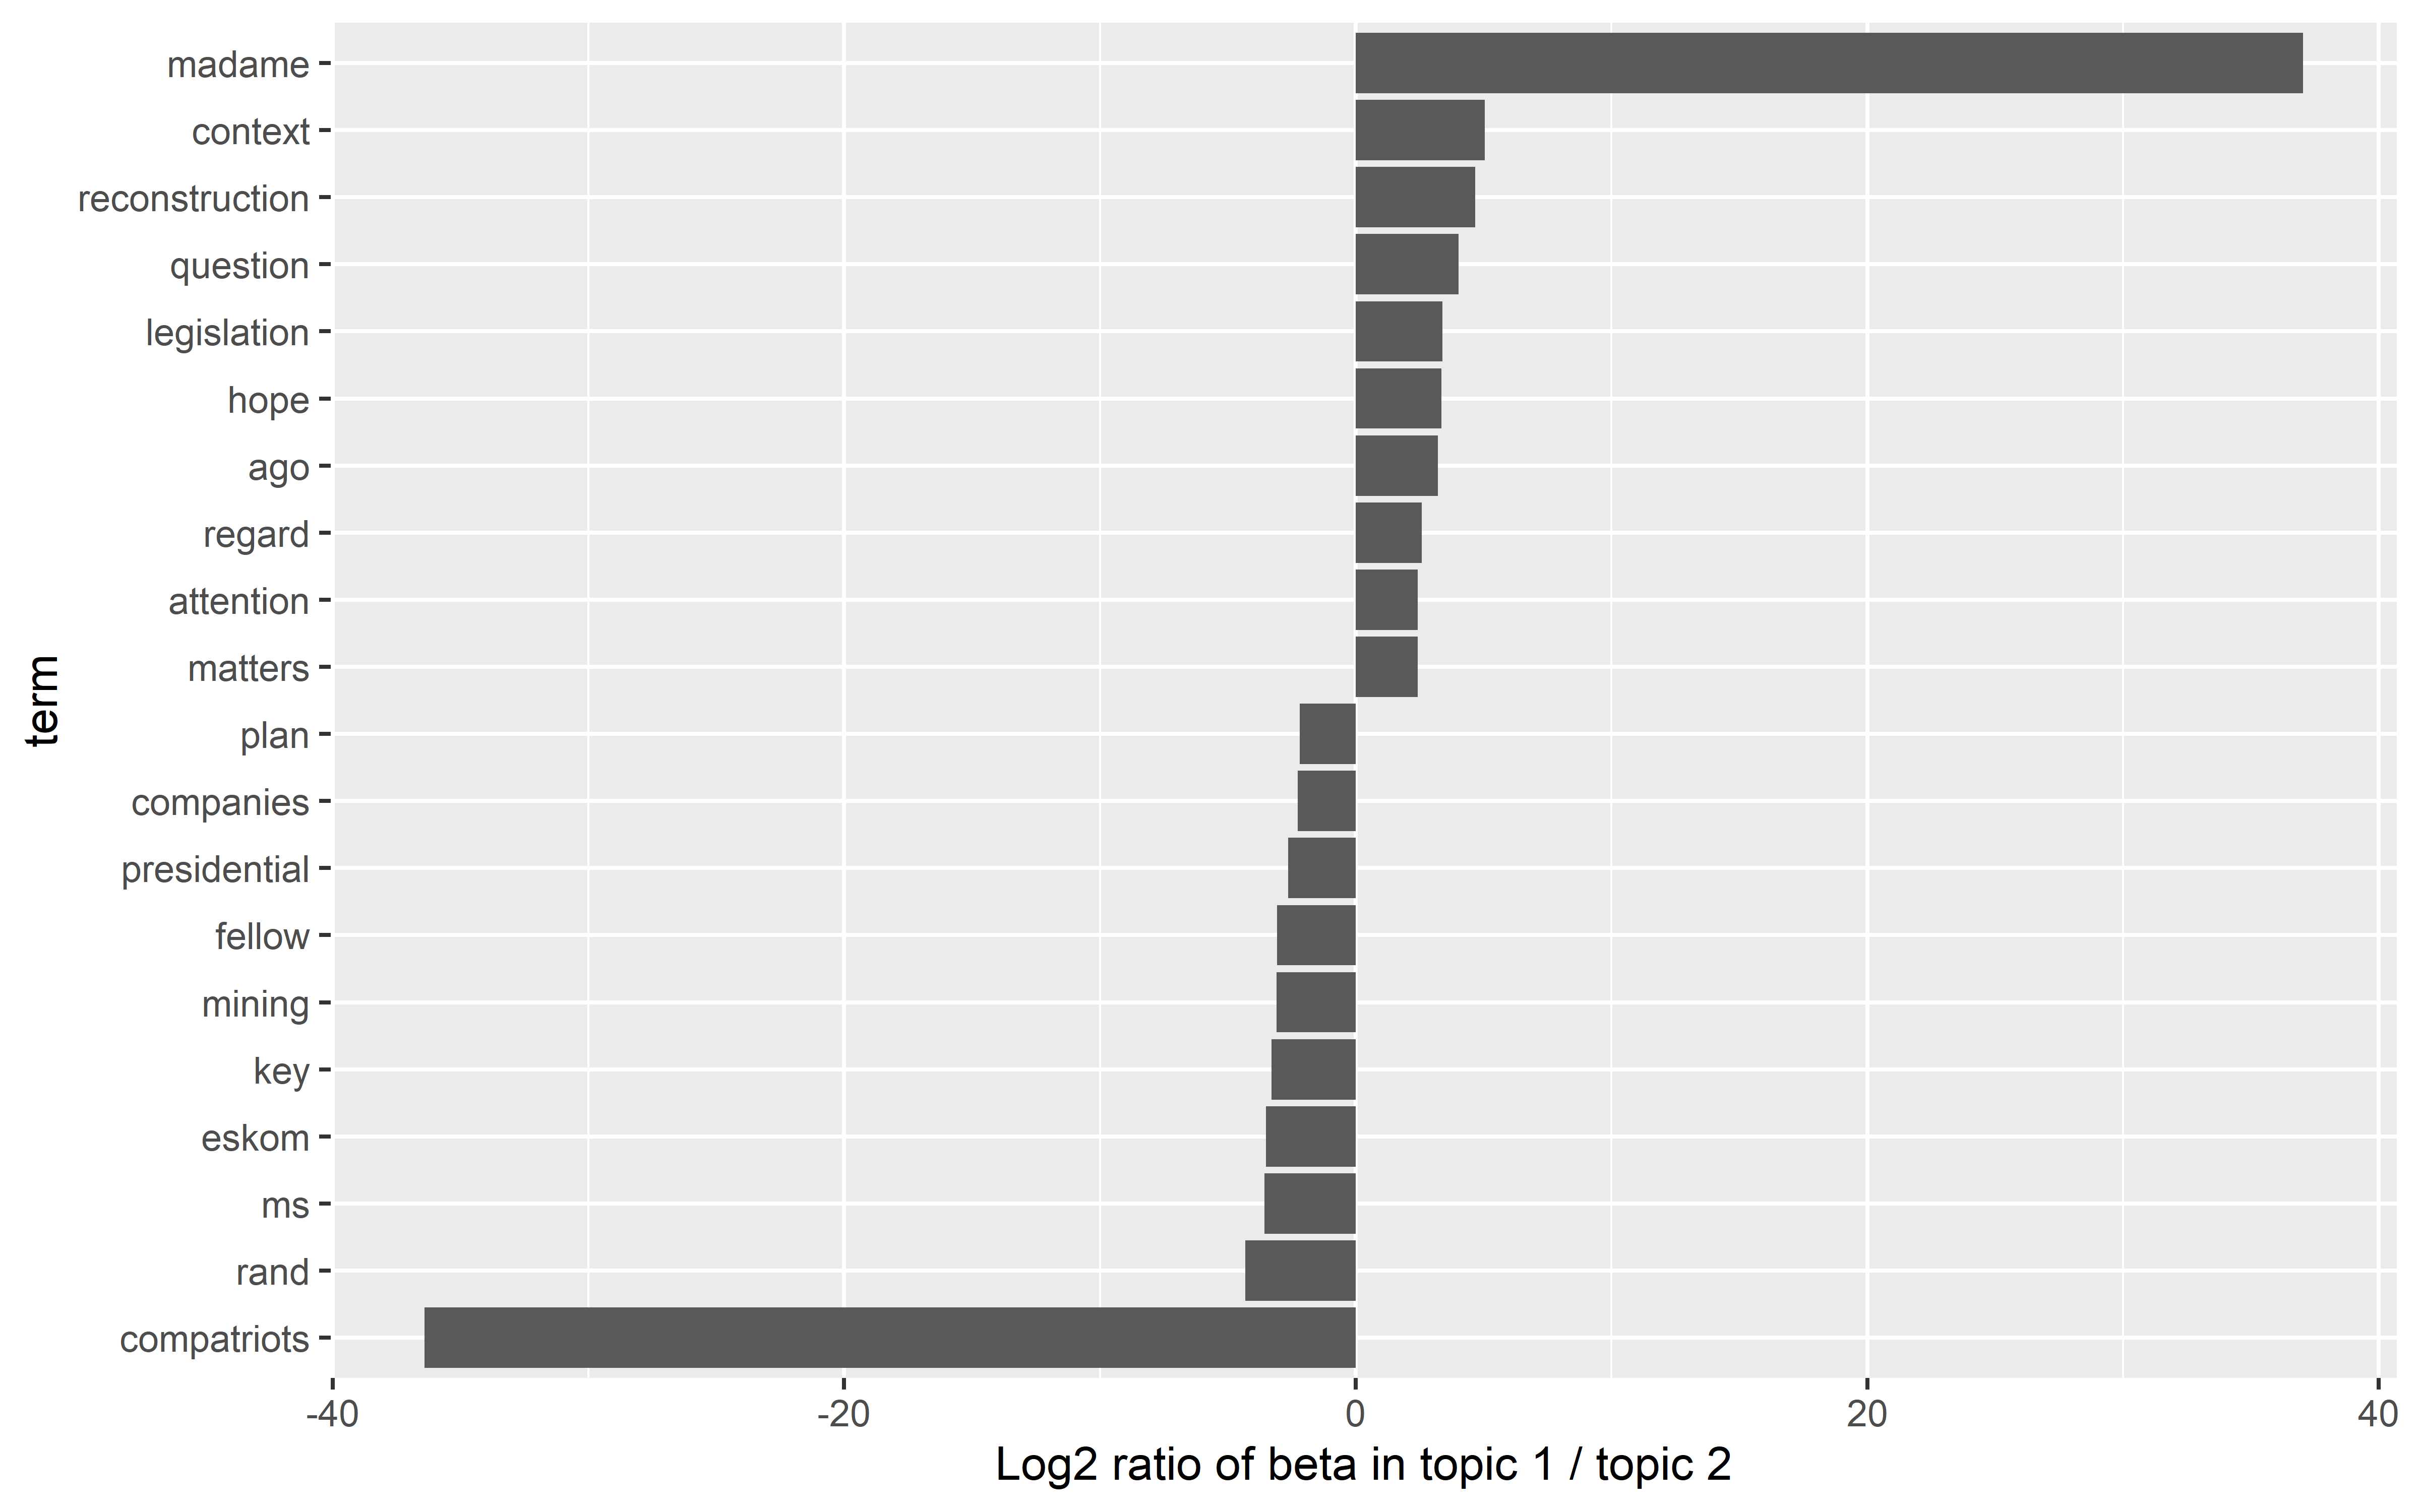 madame
context
reconstruction
question
legislation
hope
ago
regard
attention
matters
plan
companies
presidential
fellow
mining
key
eskom
ms
rand
compatriots
term
-40 -20 0 20 40
Log2 ratio of beta in topic 1 / topic 2